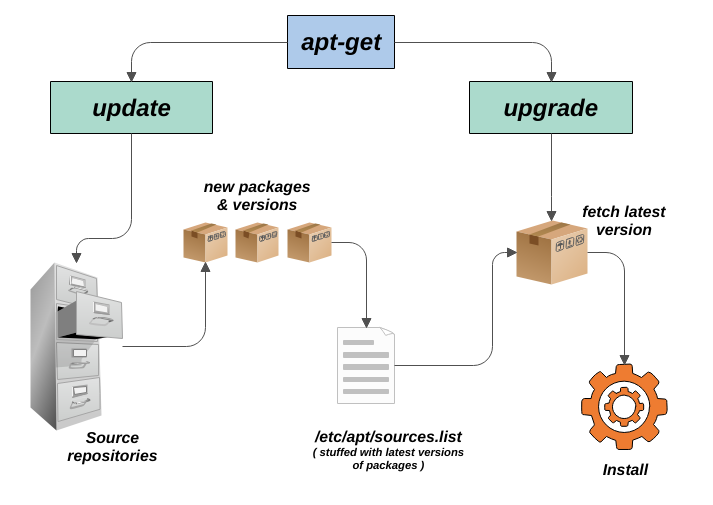 apt-get
update
upgrade
new packages
& versions
fetch latest
version
Source
repositories
/etc/apt/sources.list
( stuffed with latest versions
of packages )
Install